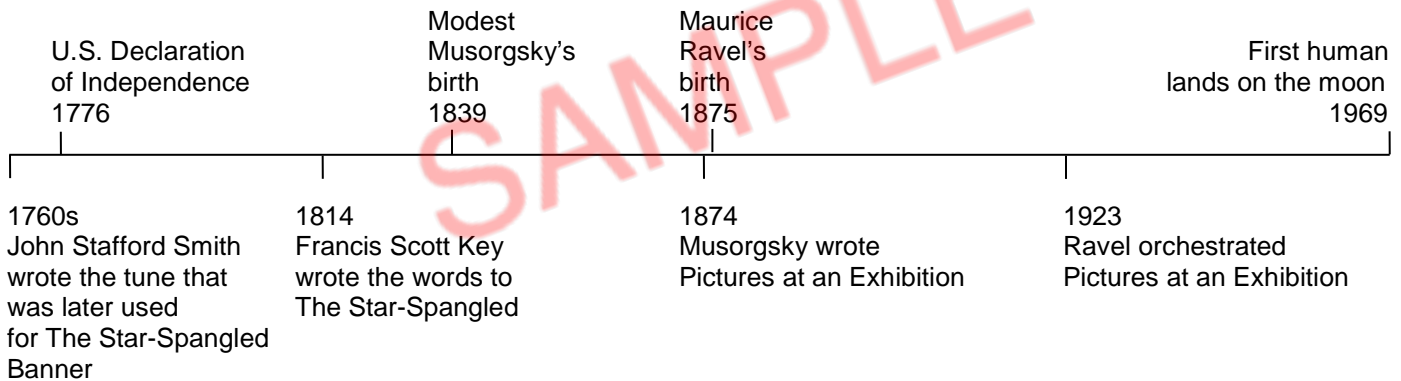 U.S. Declaration
of Independence
1776
Modest
Musorgsky's
birth
1839
Maurice
Ravel's
birth
1875
First human
lands on the moon
1969
SAMPLE
1760s
John Stafford Smith
wrote the tune that
was later used
for The Star-Spangled
Banner
1814
Francis Scott Key
wrote the words to
The Star-Spangled
1874
Musorgsky wrote
Pictures at an Exhibition
1923
Ravel orchestrated
Pictures at an Exhibition